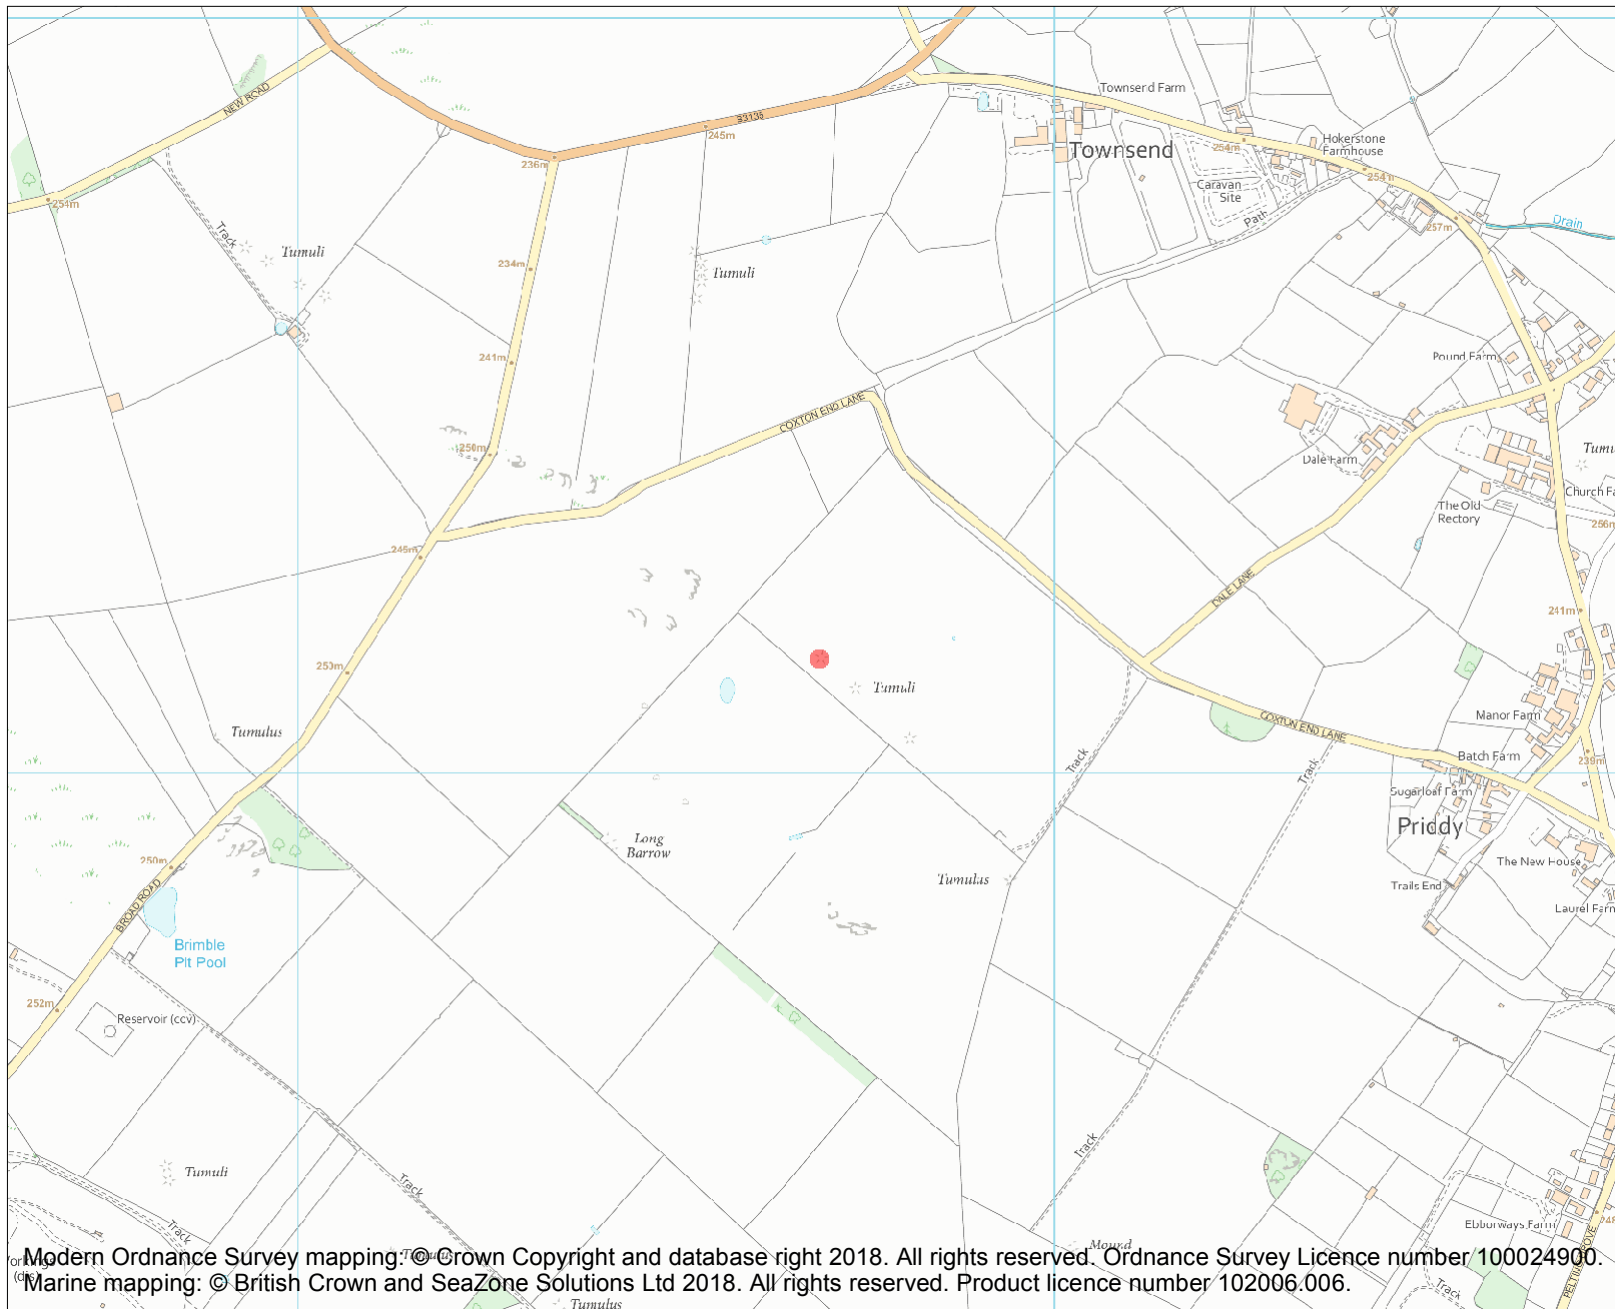 NEW ROAD
B3135
245m
236m
Townsend Farm
Townsend
254m
Hokerstone
Farmhouse
254m
Caravan
Site
Path
257m
Drain
254m
Track
Tumuli
234m
Tumuli
241m
Pound Farm
COXTON END LANE
250m
Dale Farm
Church
The Old
Rectory
256m
245m
DALE LANE
241m
253m
Tumuli
Manor Farm
COXTON END LANE
Tumulus
Batch Farm
239m
Track
Track
Sugarloaf Farm
Priddy
Long
Barrow
250m
The New House
Tumulus
Trails End
BROAD ROAD
Laurel Farm
Brimble
Pit Pool
252m
Reservoir (cov)
Track
Tumuli
Track
Track
Ebborways Farm
Mound
Tumulus
(dis)
Modern Ordnance Survey mapping: © Crown Copyright and database right 2018. All rights reserved. Ordnance Survey Licence number 100024900.
Marine mapping: © British Crown and SeaZone Solutions Ltd 2018. All rights reserved. Product licence number 102006.006.
Track
Tumulus